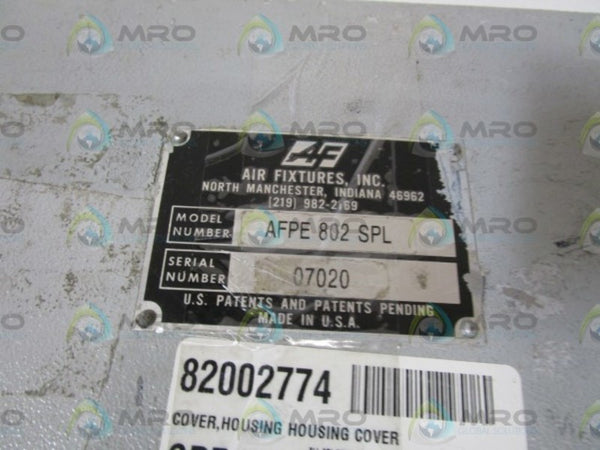 AF
AIR FIXTURES, INC.
NORTH MANCHESTER, INDIANA 46962
(219) 982-2169
MODEL NUMBER AFPE 802 SPL
SERIAL NUMBER 07020
U.S. PATENTS AND PATENTS PENDING
MADE IN U.S.A.
82002774
COVER,HOUSING HOUSING COVER
MRO